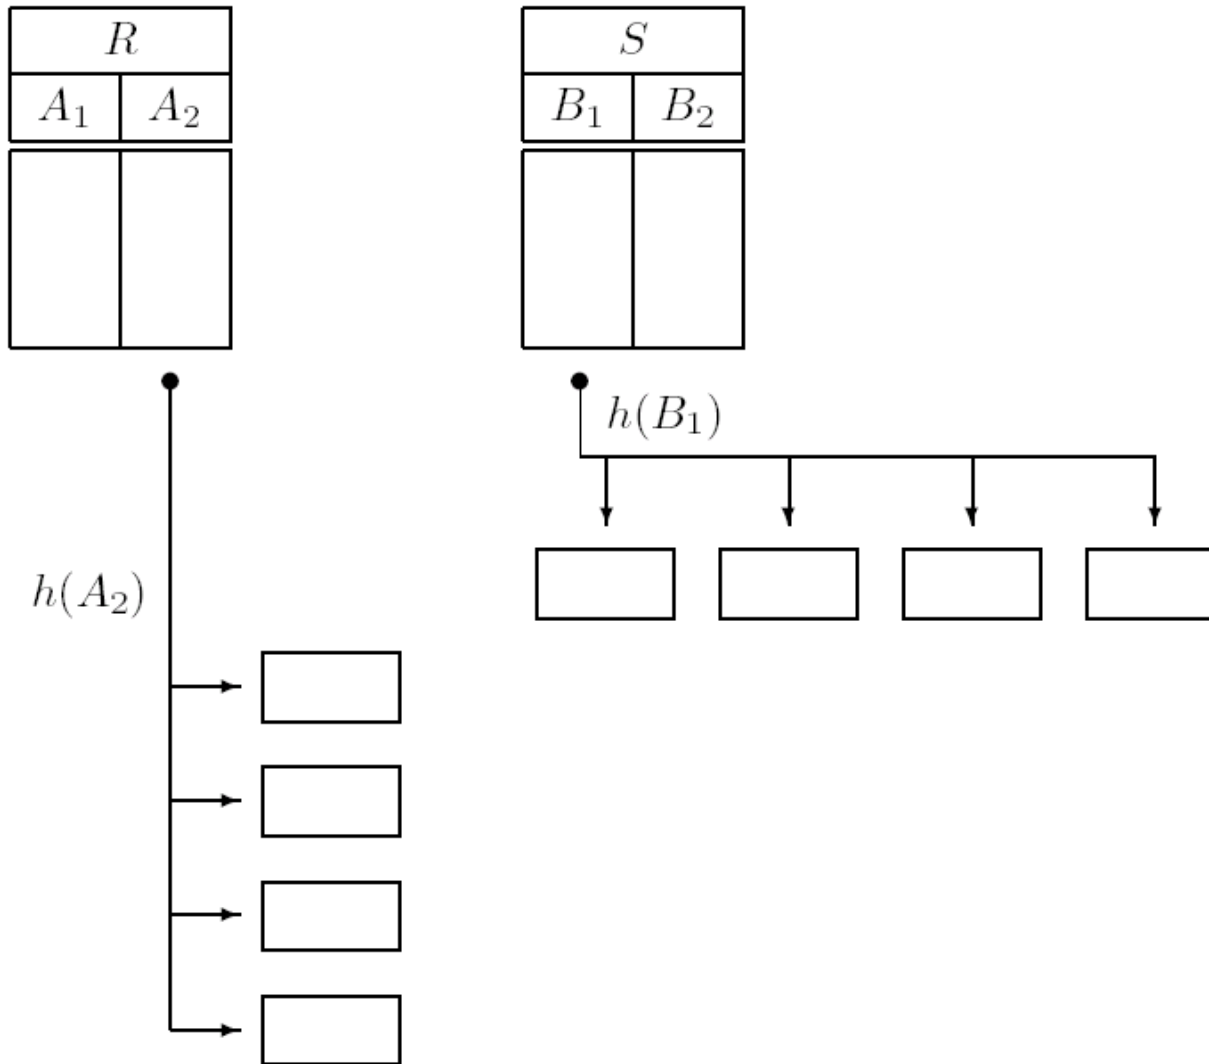 R
A₁ A₂
S
B₁ B₂
h(B₁)
h(A₂)